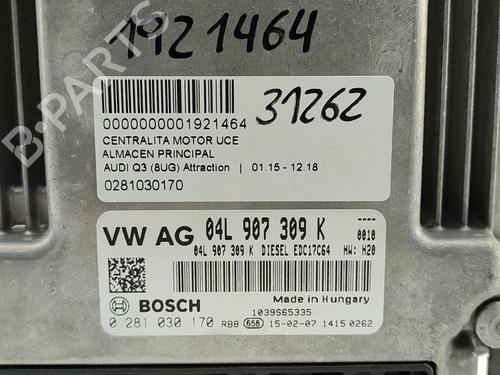 1921464
0000000001921464
31262
CENTRALITA MOTOR UCE
ALMACEN PRINCIPAL
AUDI Q3 (8UG) Attraction | 01.15 - 12.18
0281030170
VW AG 04L 907 309 K 0010
04L 907 309 K DIESEL EDC17C64 HW: H20
Made in Hungary
BOSCH 1039S65335
0 281 030 170 RBB 658 15-02-07 1415 0262
B-PARTS